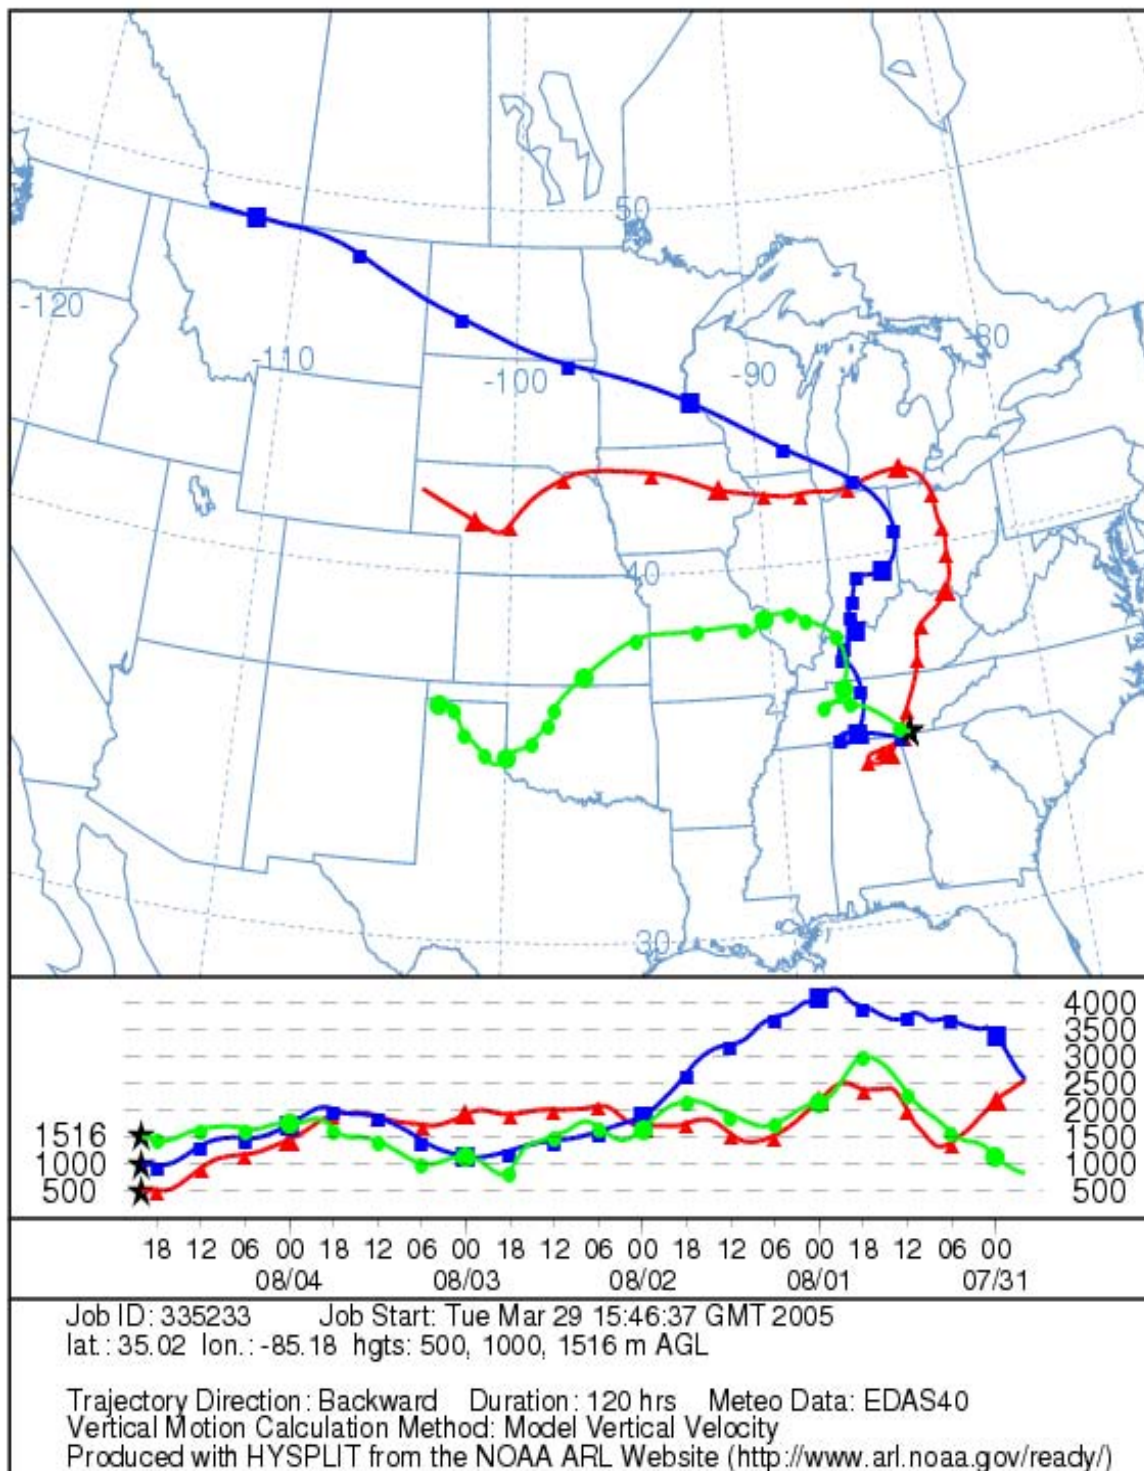 50
-120
80
-110
-100
-90
40
30
4000
3500
3000
2500
2000
1516 1500
1000 1000
500 500
18 12 06 00 18 12 06 00 18 12 06 00 18 12 06 00 18 12 06 00
08/04 08/03 08/02 08/01 07/31
Job ID: 335233 Job Start: Tue Mar 29 15:46:37 GMT 2005
lat.: 35.02 lon.: -85.18 hgts: 500, 1000, 1516 m AGL
Trajectory Direction: Backward Duration: 120 hrs Meteo Data: EDAS40
Vertical Motion Calculation Method: Model Vertical Velocity
Produced with HYSPLIT from the NOAA ARL Website (http://www.arl.noaa.gov/ready/)